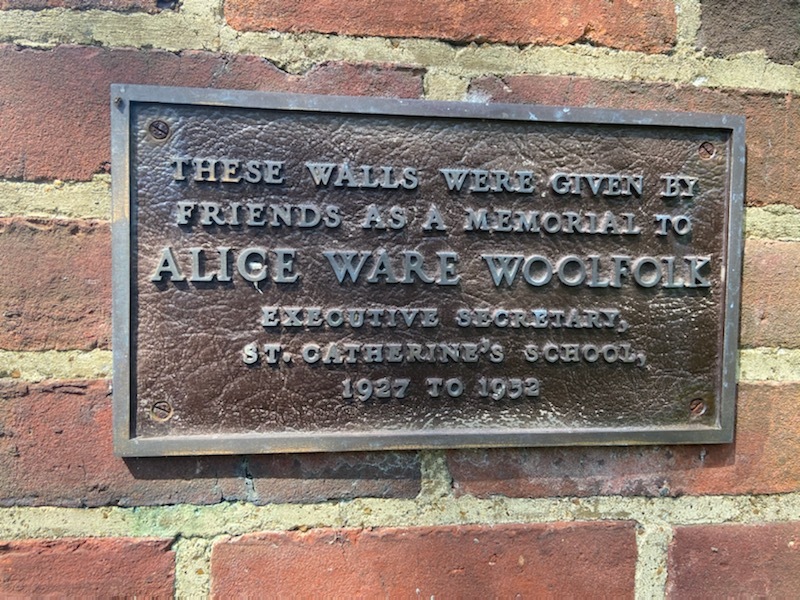 THESE WALLS WERE GIVEN BY
FRIENDS AS A MEMORIAL TO
ALICE WARE WOOLFOLK
EXECUTIVE SECRETARY,
ST. CATHERINE'S SCHOOL,
1927 TO 1952